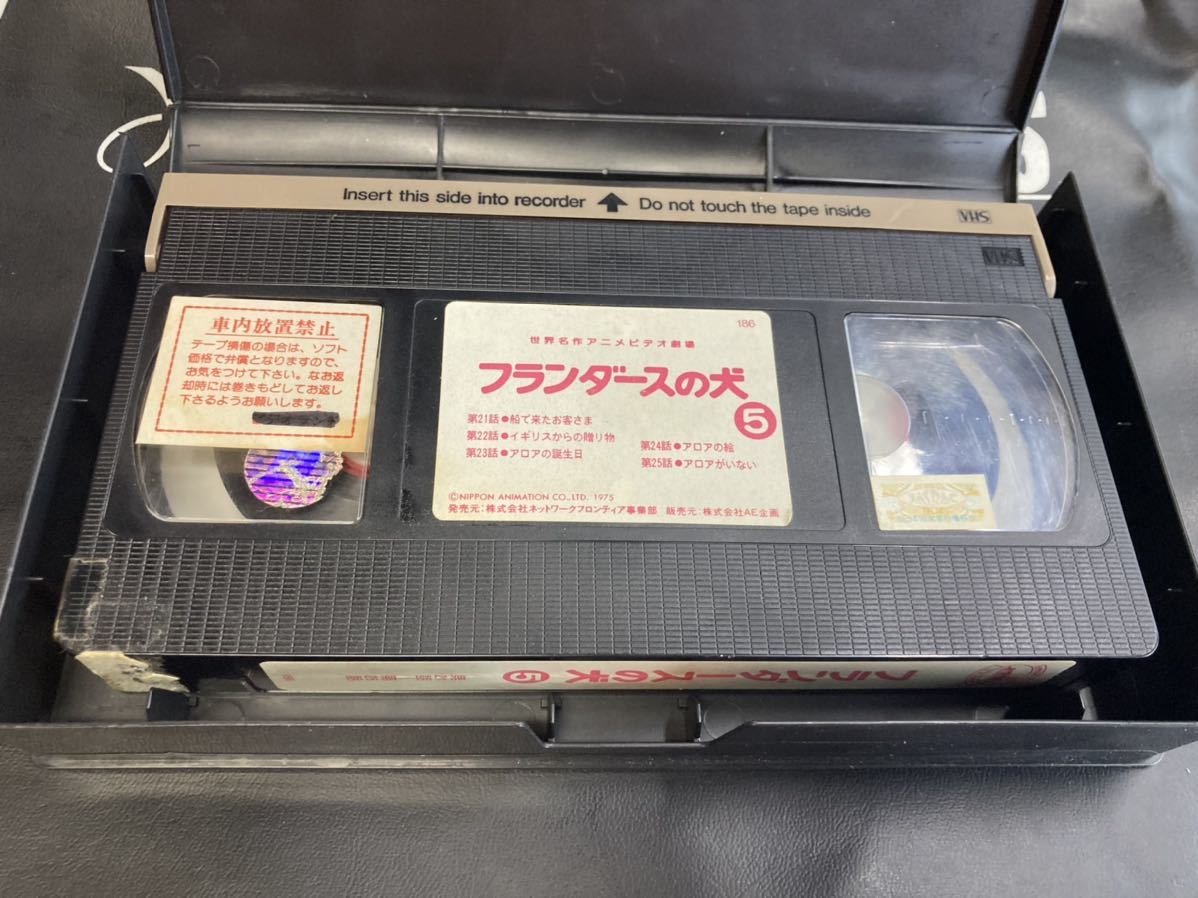 Insert this side into recorder Do not touch the tape inside VHS
VHS
車内放置禁止
テープ損傷の場合は、ソフト
価格で弁償となりますので、
お気をつけて下さい。なお返
却時には巻きもどしてお返し
下さるようお願いします。
186
世界名作アニメビデオ劇場
フランダースの犬
5
第21話●船で来たお客さま
第22話●イギリスからの贈り物
第23話●アロアの誕生日
第24話●アロアの絵
第25話●アロアがいない
©NIPPON ANIMATION CO.,LTD. 1975
発売元:株式会社ネットワークフロンティア事業部 販売元:株式会社AE企画
フランダースの犬 5